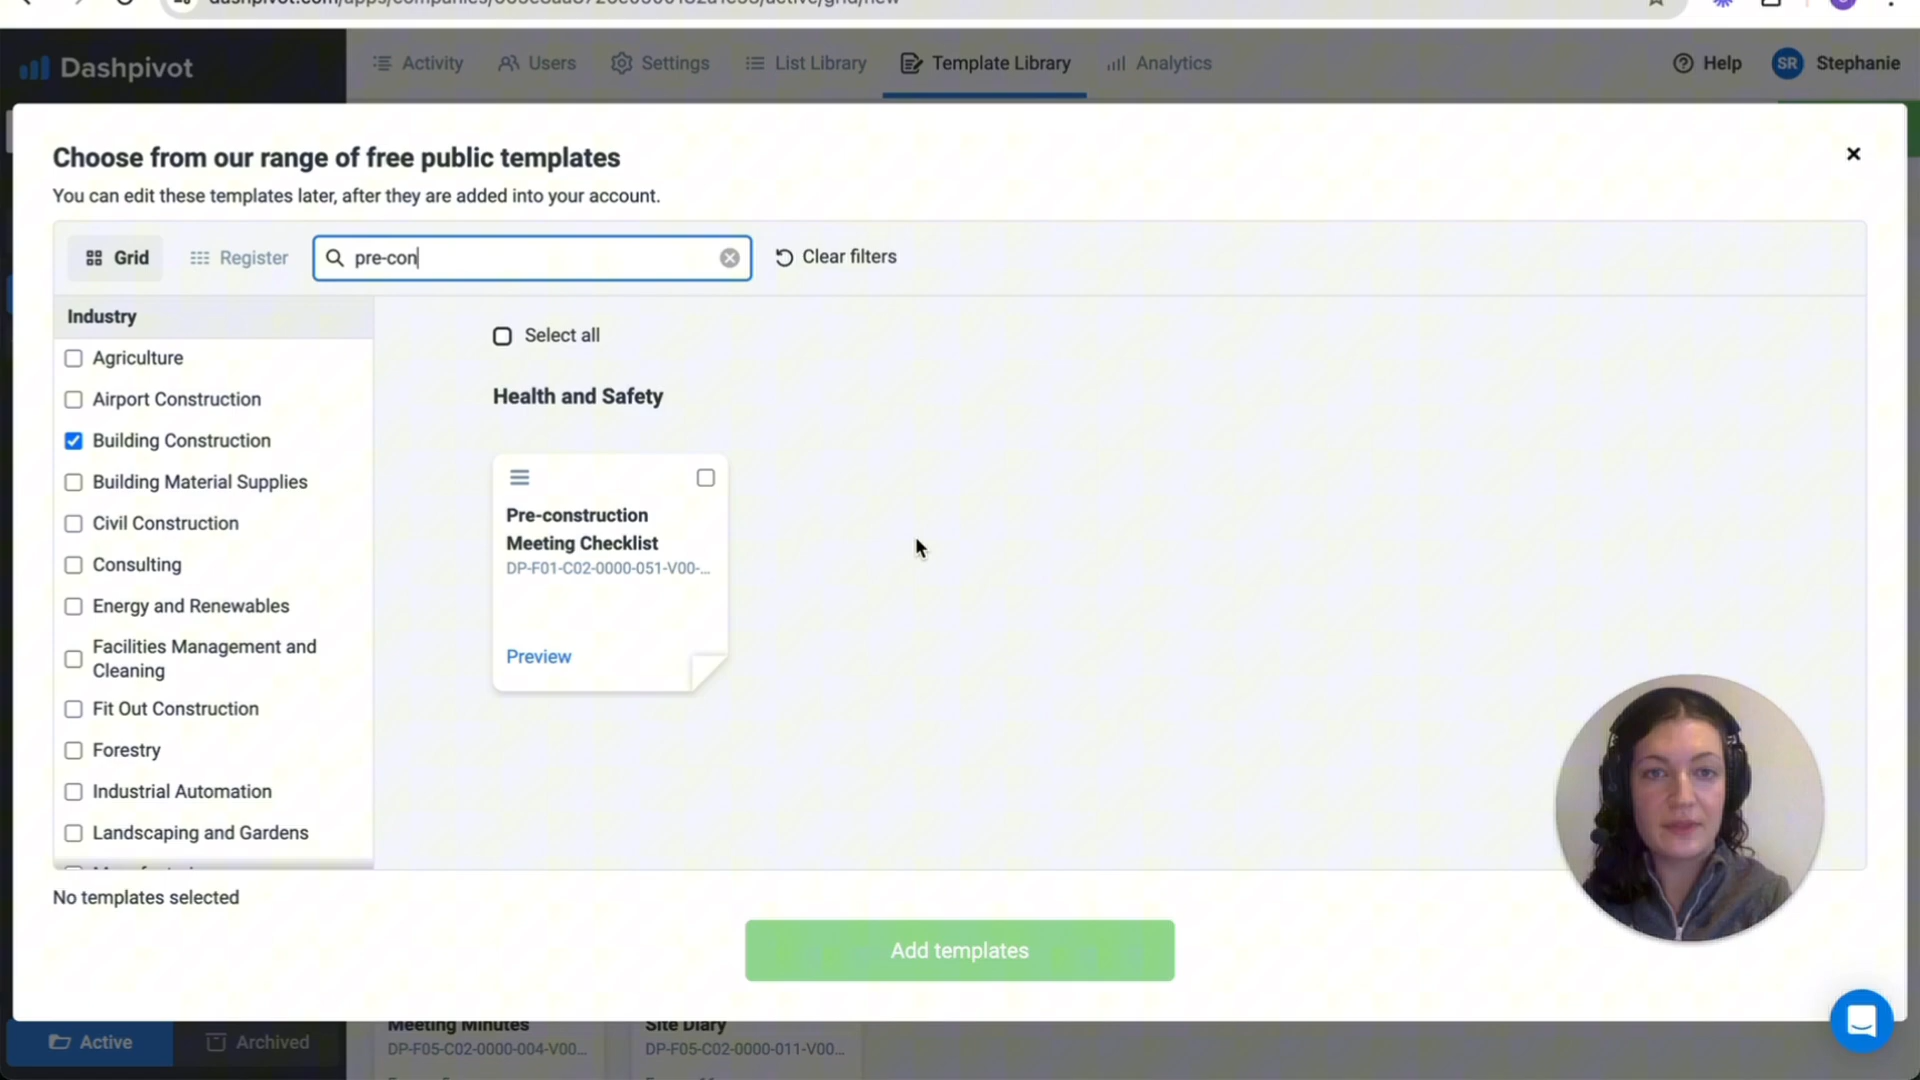 Dashpivot
Activity
Users
Settings
List Library
Template Library
Analytics
Help
SR
Stephanie
Choose from our range of free public templates
You can edit these templates later, after they are added into your account.
Grid
Register
pre-con
Clear filters
Industry
Agriculture
Airport Construction
Building Construction
Building Material Supplies
Civil Construction
Consulting
Energy and Renewables
Facilities Management and
Cleaning
Fit Out Construction
Forestry
Industrial Automation
Landscaping and Gardens
Select all
Health and Safety
Pre-construction
Meeting Checklist
DP-F01-C02-0000-051-V00-...
Preview
No templates selected
Add templates
Active
Archived
Meeting Minutes
DP-F05-C02-0000-004-V00...
Site Diary
DP-F05-C02-0000-011-V00...